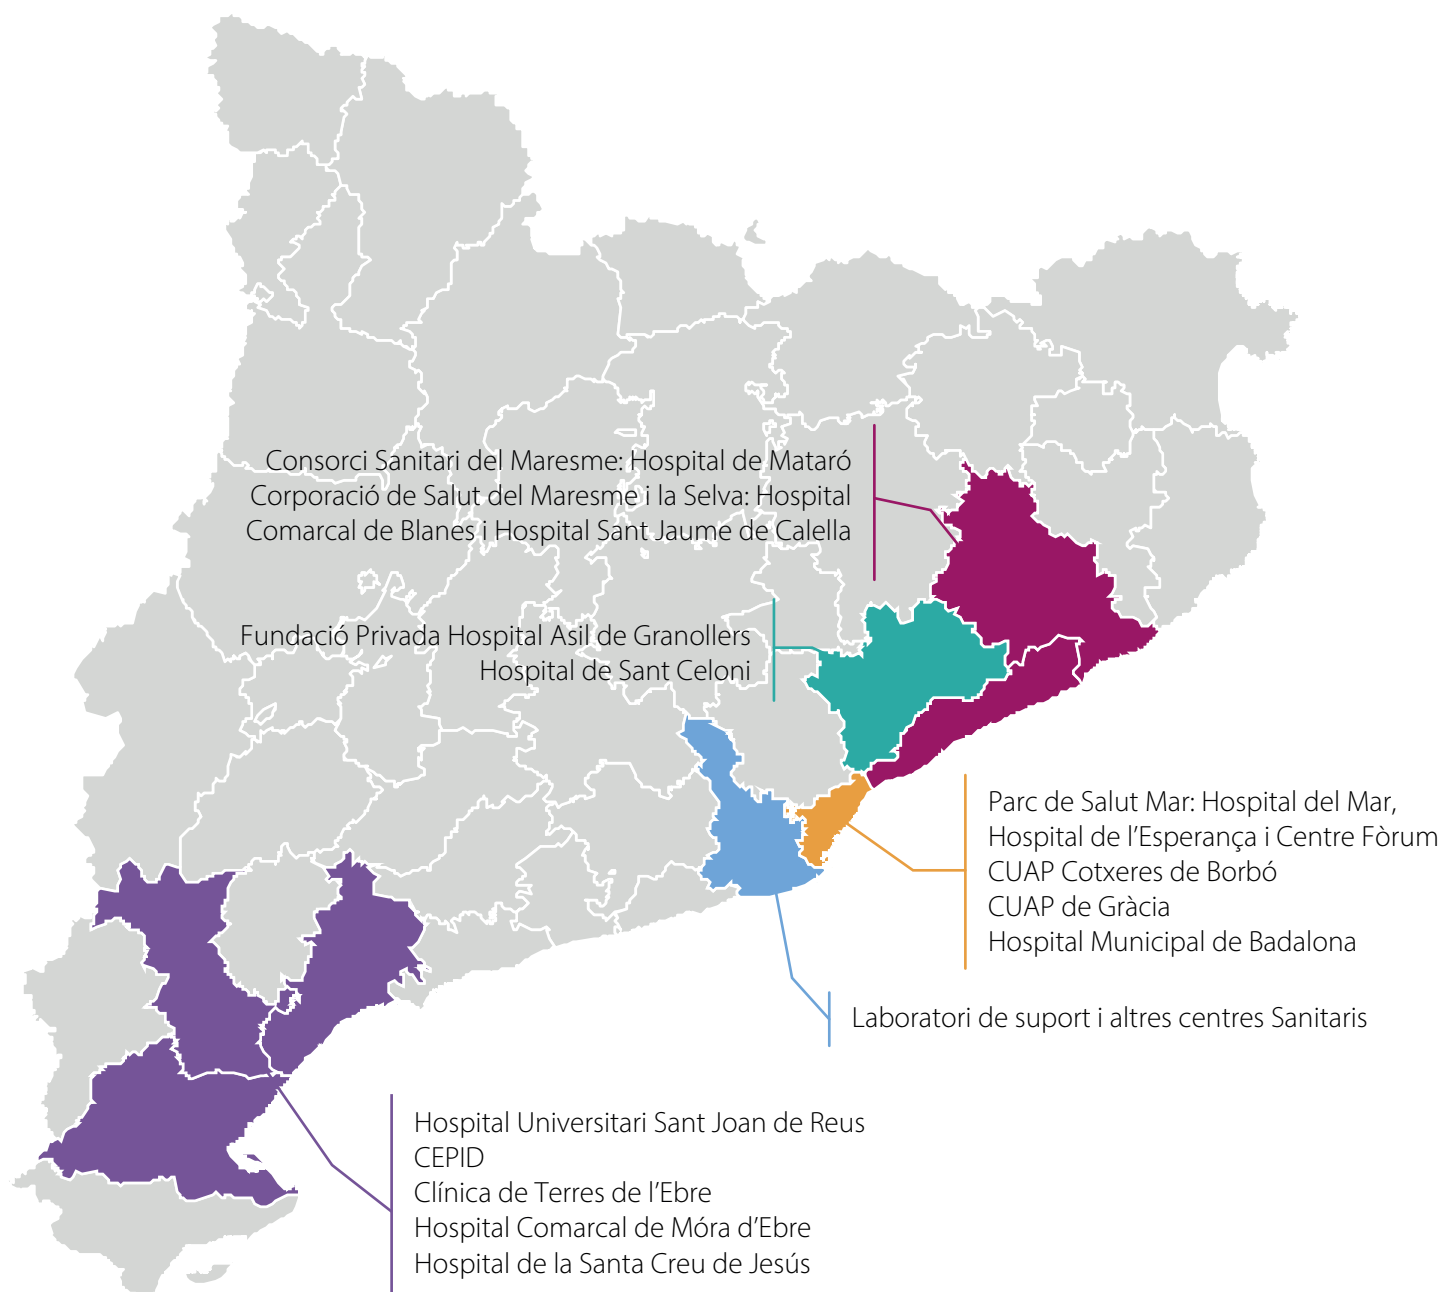 Consorci Sanitari del Maresme: Hospital de Mataró
Corporació de Salut del Maresme i la Selva: Hospital
Comarcal de Blanes i Hospital Sant Jaume de Calella
Fundació Privada Hospital Asil de Granollers
Hospital de Sant Celoni
Parc de Salut Mar: Hospital del Mar,
Hospital de l’Esperança i Centre Fòrum
CUAP Cotxeres de Borbó
CUAP de Gràcia
Hospital Municipal de Badalona
Laboratori de suport i altres centres Sanitaris
Hospital Universitari Sant Joan de Reus
CEPID
Clínica de Terres de l’Ebre
Hospital Comarcal de Móra d’Ebre
Hospital de la Santa Creu de Jesús